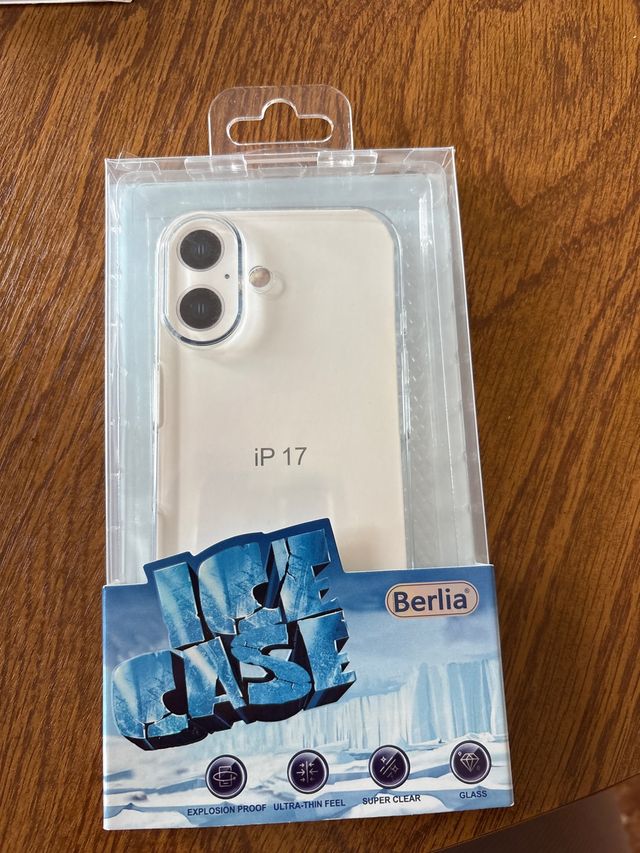 iP 17
ICE
CASE
Berlia®
EXPLOSION PROOF
ULTRA-THIN FEEL
SUPER CLEAR
GLASS